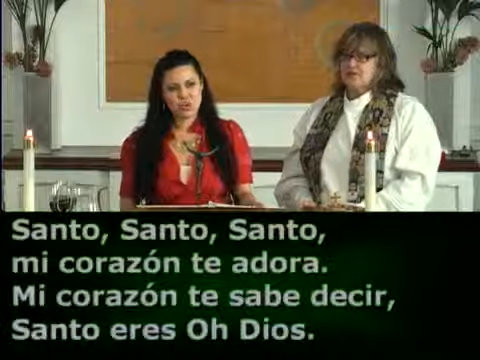 Santo, Santo, Santo,
mi corazón te adora.
Mi corazón te sabe decir,
Santo eres Oh Dios.